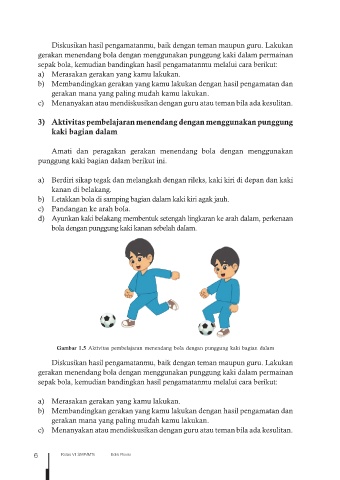 Diskusikan hasil pengamatanmu, baik dengan teman maupun guru. Lakukan
gerakan menendang bola dengan menggunakan punggung kaki dalam permainan
sepak bola, kemudian bandingkan hasil pengamatanmu melalui cara berikut:
a) Merasakan gerakan yang kamu lakukan.
b) Membandingkan gerakan yang kamu lakukan dengan hasil pengamatan dan
gerakan mana yang paling mudah kamu lakukan.
c) Menanyakan atau mendiskusikan dengan guru atau teman bila ada kesulitan.
3) Aktivitas pembelajaran menendang dengan menggunakan punggung
kaki bagian dalam
Amati dan peragakan gerakan menendang bola dengan menggunakan
punggung kaki bagian dalam berikut ini.
a) Berdiri sikap tegak dan melangkah dengan rileks, kaki kiri di depan dan kaki
kanan di belakang.
b) Letakkan bola di samping bagian dalam kaki kiri agak jauh.
c) Pandangan ke arah bola.
d) Ayunkan kaki belakang membentuk setengah lingkaran ke arah dalam, perkenaan
bola dengan punggung kaki kanan sebelah dalam.
Gambar 1.5 Aktivitas pembelajaran menendang bola dengan punggung kaki bagian dalam
Diskusikan hasil pengamatanmu, baik dengan teman maupun guru. Lakukan
gerakan menendang bola dengan menggunakan punggung kaki dalam permainan
sepak bola, kemudian bandingkan hasil pengamatanmu melalui cara berikut:
a) Merasakan gerakan yang kamu lakukan.
b) Membandingkan gerakan yang kamu lakukan dengan hasil pengamatan dan
gerakan mana yang paling mudah kamu lakukan.
c) Menanyakan atau mendiskusikan dengan guru atau teman bila ada kesulitan.
6 Kelas VII SMP/MTs Edisi Revisi